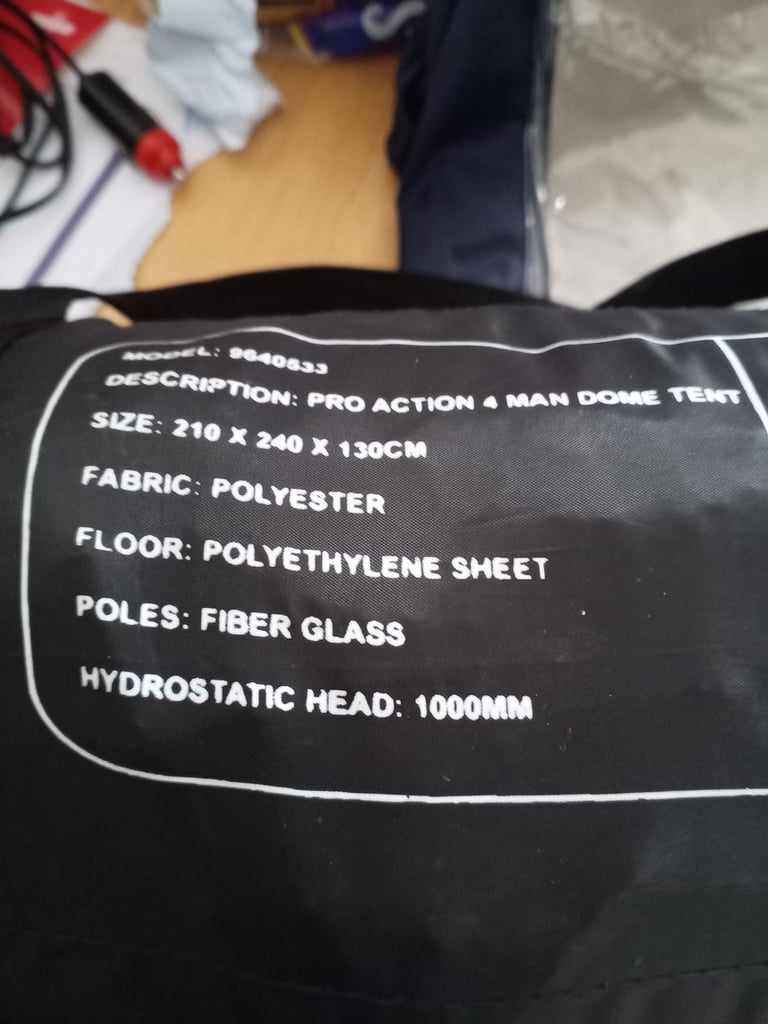 MODEL: 9640533
DESCRIPTION: PRO ACTION 4 MAN DOME TENT
SIZE: 210 X 240 X 130CM
FABRIC: POLYESTER
FLOOR: POLYETHYLENE SHEET
POLES: FIBER GLASS
HYDROSTATIC HEAD: 1000MM